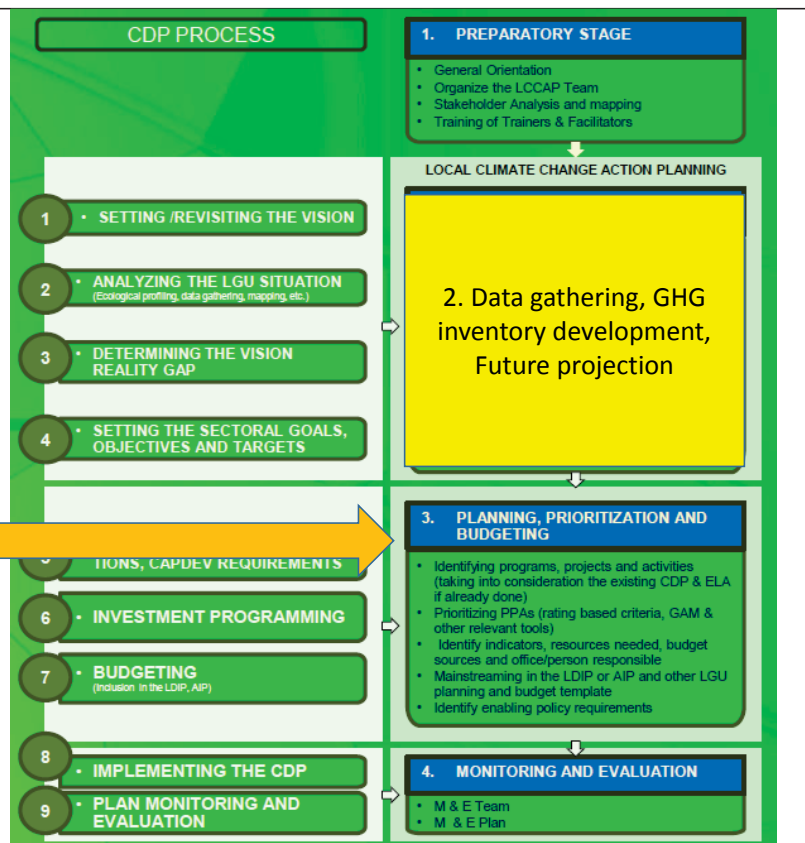 CDP PROCESS
1. PREPARATORY STAGE
• General Orientation
• Organize the LCCAP Team
• Stakeholder Analysis and mapping
• Training of Trainers & Facilitators
LOCAL CLIMATE CHANGE ACTION PLANNING
1 • SETTING /REVISITING THE VISION
2 • ANALYZING THE LGU SITUATION
(Ecological profiling, data gathering, mapping, etc.)
3 • DETERMINING THE VISION
REALITY GAP
4 • SETTING THE SECTORAL GOALS,
OBJECTIVES AND TARGETS
2. Data gathering, GHG
inventory development,
Future projection
TIONS, CAPDEV REQUIREMENTS
6 • INVESTMENT PROGRAMMING
7 • BUDGETING
(Inclusion in the LDIP, AIP)
3. PLANNING, PRIORITIZATION AND
BUDGETING
• Identifying programs, projects and activities
(taking into consideration the existing CDP & ELA
if already done)
• Prioritizing PPAs (rating based criteria, GAM &
other relevant tools)
• Identify indicators, resources needed, budget
sources and office/person responsible
• Mainstreaming in the LDIP or AIP and other LGU
planning and budget template
• Identify enabling policy requirements
8 • IMPLEMENTING THE CDP
9 • PLAN MONITORING AND
EVALUATION
4. MONITORING AND EVALUATION
• M & E Team
• M & E Plan